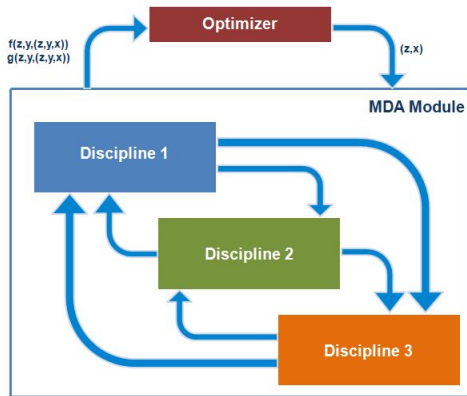 Optimizer
f(z,y,(z,y,x))
g(z,y,(z,y,x))
(z,x)
MDA Module
Discipline 1
Discipline 2
Discipline 3